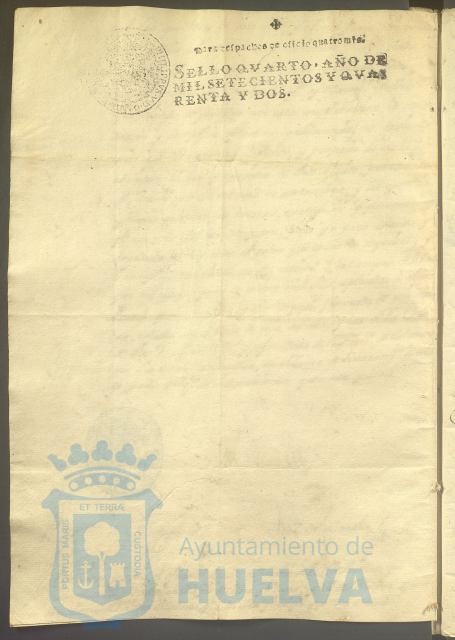 Para despachos de oficio quatro mrs.
SELLO QVARTO, AÑO DE
MIL SETECIENTOS Y QVAR
RENTA Y DOS.
ET TERRÆ
PORTUS MARIS
CUSTODIA
Ayuntamiento de
HUELVA